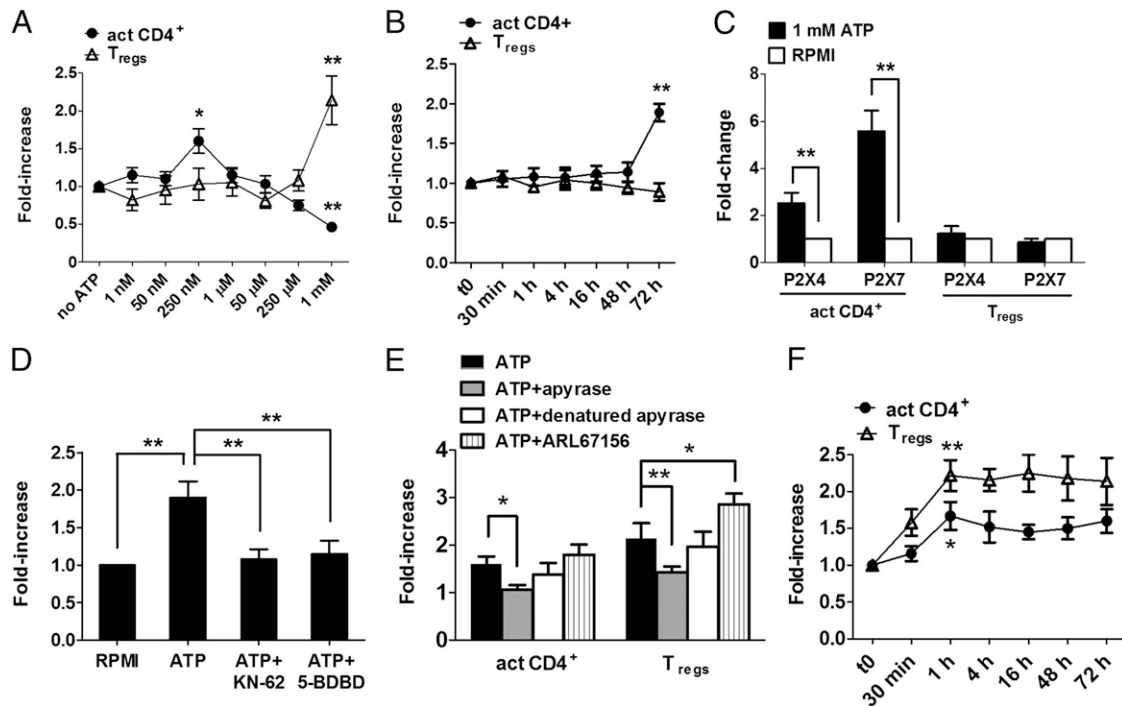 A
act CD4+
Tregs
Fold-increase
2.5
2.0
1.5
1.0
0.5
0.0
*
**
**
no ATP
1 nM
50 nM
250 nM
1 µM
50 µM
250 µM
1 mM
B
act CD4+
Tregs
Fold-increase
2.5
2.0
1.5
1.0
0.5
0.0
**
t0
30 min
1 h
4 h
16 h
48 h
72 h
C
1 mM ATP
RPMI
Fold-change
8
6
4
2
0
**
**
P2X4 P2X7 P2X4 P2X7
act CD4+ Tregs
D
Fold-increase
2.5
2.0
1.5
1.0
0.5
0.0
** ** **
RPMI ATP ATP+ ATP+
KN-62 5-BDBD
E
ATP
ATP+apyrase
ATP+denatured apyrase
ATP+ARL67156
Fold-increase
4
3
2
1
0
*
**
*
act CD4+ Tregs
F
act CD4+
Tregs
Fold-increase
2.5
2.0
1.5
1.0
0.5
0.0
**
*
t0
30 min
1 h
4 h
16 h
48 h
72 h